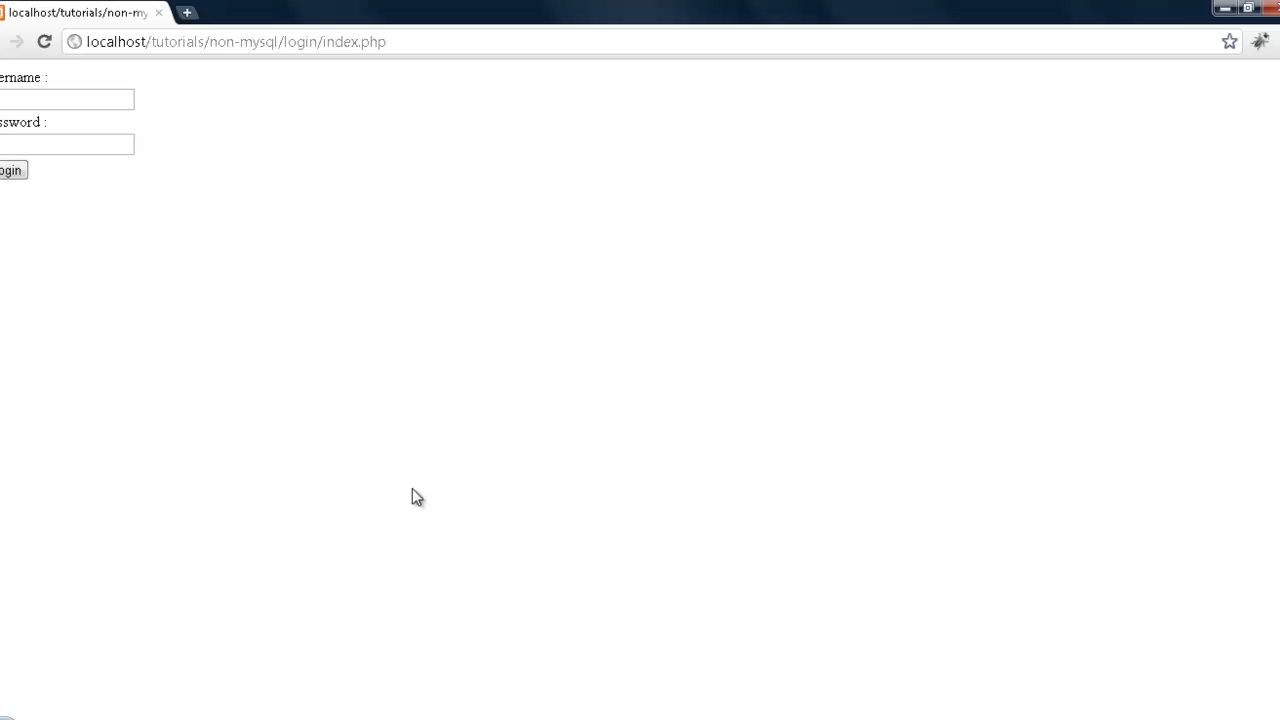 localhost/tutorials/non-my
localhost/tutorials/non-mysql/login/index.php
ername :
ssword :
ogin